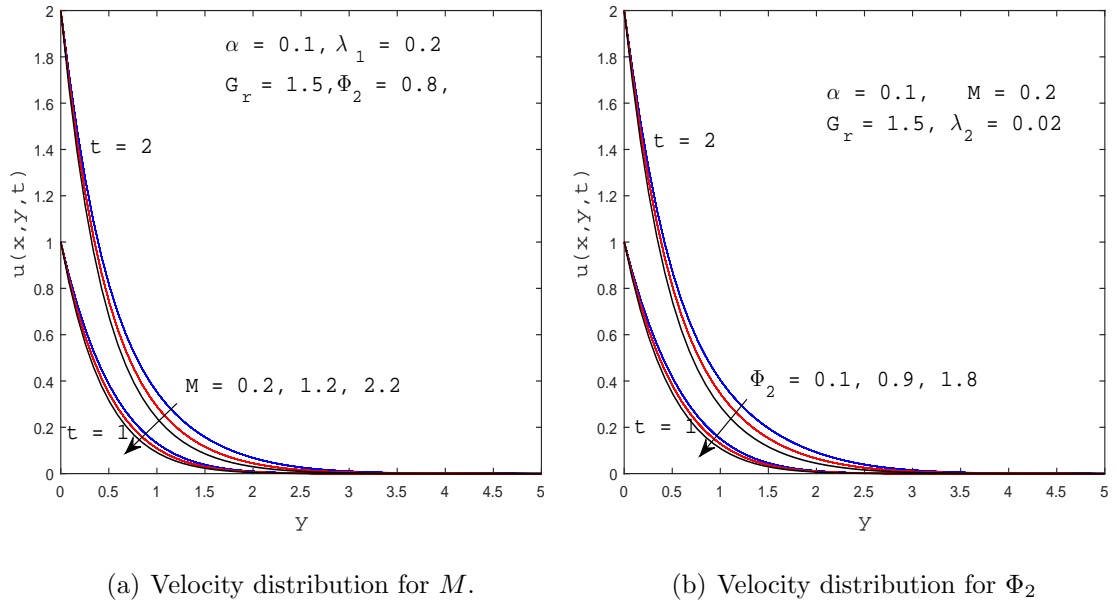 α = 0.1, λ1 = 0.2
Gr = 1.5,Φ2 = 0.8,
t = 2
M = 0.2, 1.2, 2.2
t = 1
u(x,y,t)
2
1.8
1.6
1.4
1.2
1
0.8
0.6
0.4
0.2
0
0 0.5 1 1.5 2 2.5 3 3.5 4 4.5 5
y
(a) Velocity distribution for M.
α = 0.1, M = 0.2
Gr = 1.5, λ2 = 0.02
t = 2
Φ2 = 0.1, 0.9, 1.8
t = 1
u(x,y,t)
2
1.8
1.6
1.4
1.2
1
0.8
0.6
0.4
0.2
0
0 0.5 1 1.5 2 2.5 3 3.5 4 4.5 5
y
(b) Velocity distribution for Φ2